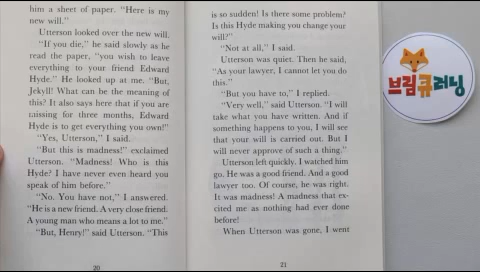 him a sheet of paper. "Here is my
new will."
Utterson looked over the new will.
"If you die," he said slowly as he
read the paper, "you wish to leave
everything to your friend Edward
Hyde." He looked up at me. "But,
Jekyll! What can be the meaning of
this? It also says here that if you are
missing for three months, Edward
Hyde is to get everything you own!"
"Yes, Utterson," I said.
"But this is madness!" exclaimed
Utterson. "Madness! Who is this
Hyde? I have never even heard you
speak of him before."
"No. You have not," I answered.
"He is a new friend. A very close friend.
A young man who means a lot to me."
"But, Henry!" said Utterson. "This
20
is so sudden! Is there some problem?
Is this Hyde making you change your
will?"
"Not at all," I said.
Utterson was quiet. Then he said,
"As your lawyer, I cannot let you do
this."
"But you have to," I replied.
"Very well," said Utterson. "I will
take what you have written. And if
something happens to you, I will see
that your will is carried out. But I
will never approve of such a thing."
Utterson left quickly. I watched him
go. He was a good friend. And a good
lawyer too. Of course, he was right.
It was madness! A madness that ex-
cited me as nothing had ever done
before!
When Utterson was gone, I went
21
브림큐러닝